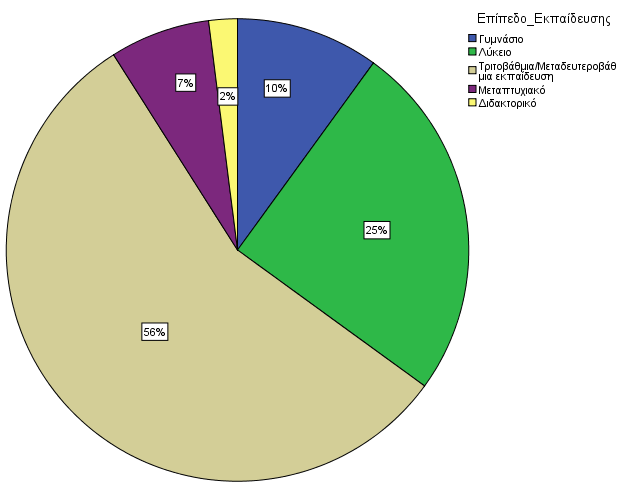 Επίπεδο_Εκπαίδευσης
Γυμνάσιο
Λύκειο
Τριτοβάθμια/Μεταδευτεροβάθ
μια εκπαίδευση
Μεταπτυχιακό
Διδακτορικό
7%
2%
10%
25%
56%